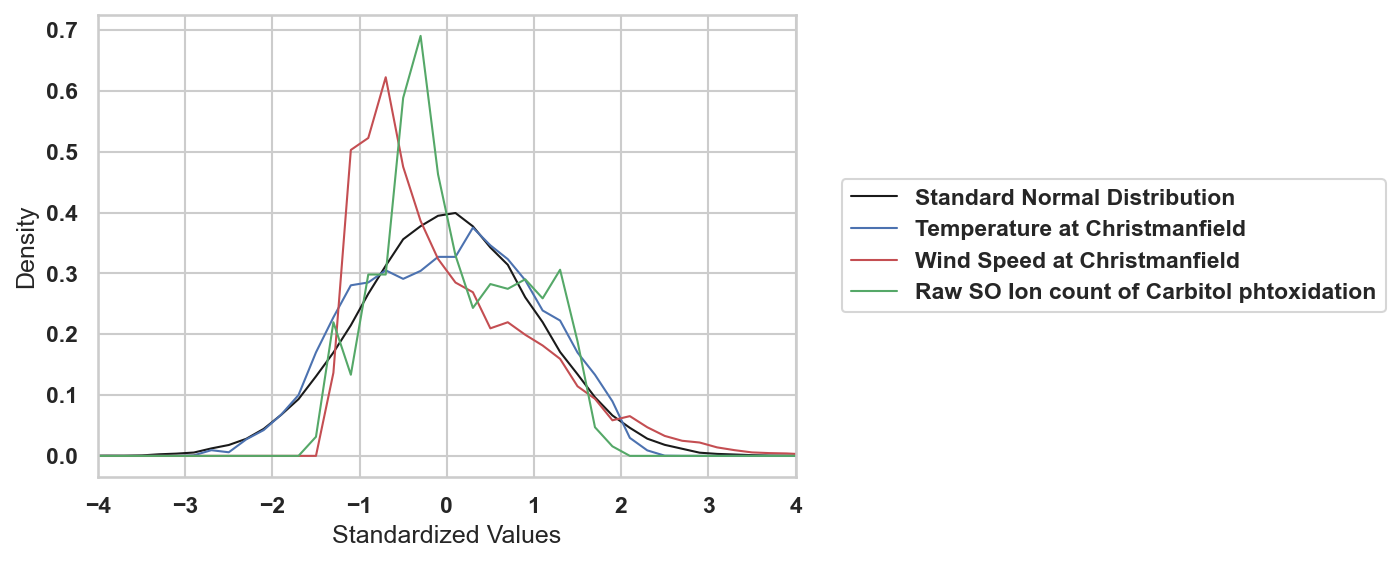 0.7
0.6
0.5
0.4
0.3
0.2
0.1
0.0
Density
−4 −3 −2 −1 0 1 2 3 4
Standardized Values
Standard Normal Distribution
Temperature at Christmanfield
Wind Speed at Christmanfield
Raw SO Ion count of Carbitol phtoxidation